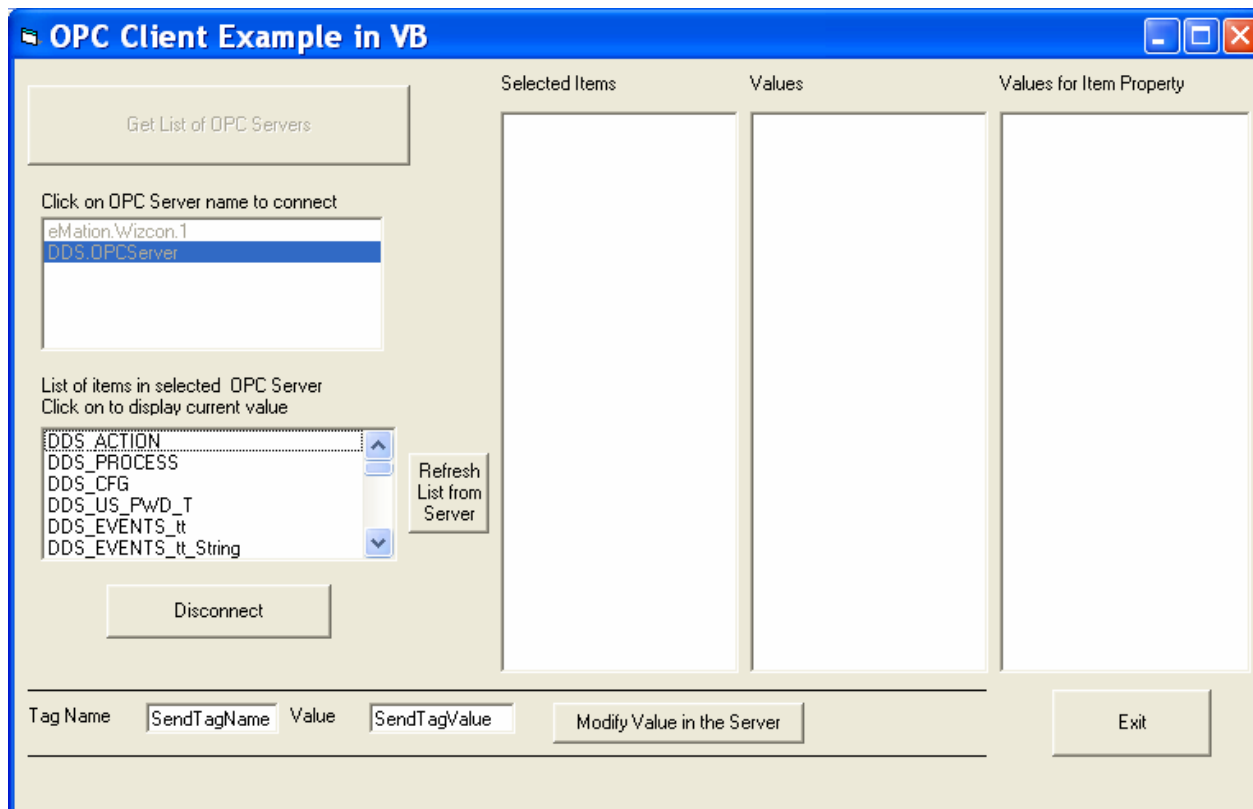 OPC Client Example in VB
Get List of OPC Servers
Click on OPC Server name to connect
eMation.Wizcon.1
DDS.OPCServer
List of items in selected  OPC Server
Click on to display current value
DDS_ACTION
DDS_PROCESS
DDS_CFG
DDS_US_PWD_T
DDS_EVENTS_tt
DDS_EVENTS_tt_String
Refresh
List from
Server
Disconnect
Selected Items
Values
Values for Item Property
Tag Name
SendTagName
Value
SendTagValue
Modify Value in the Server
Exit